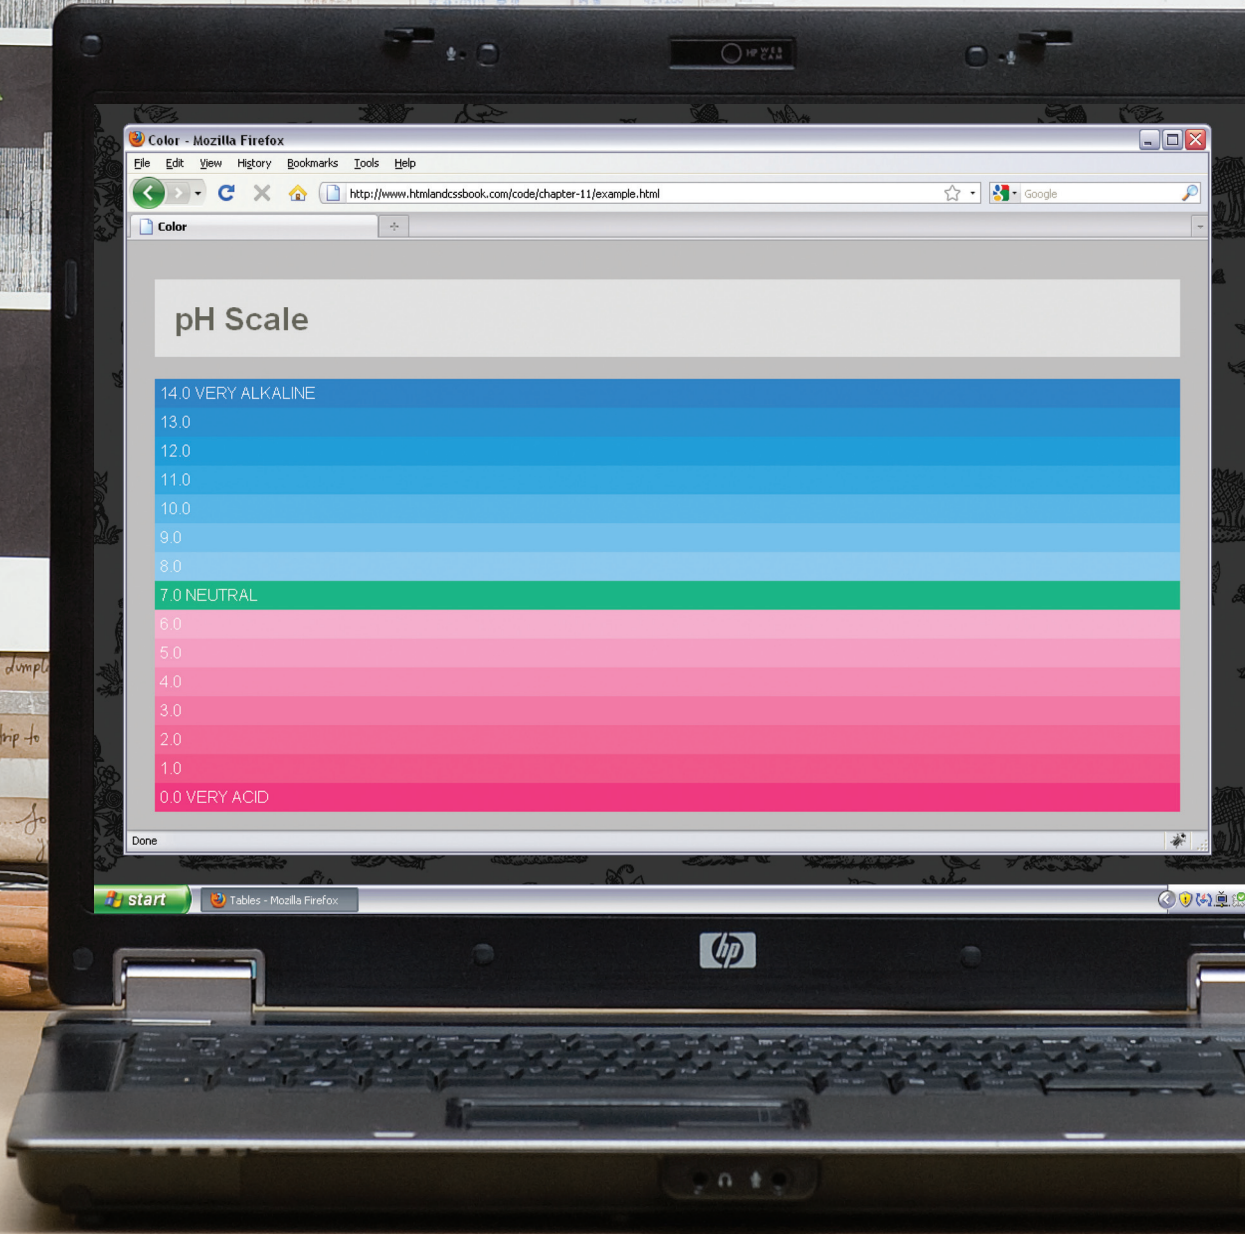 HP WEB CAM
Color - Mozilla Firefox
File Edit View History Bookmarks Tools Help
http://www.htmlandcssbook.com/code/chapter-11/example.html
Google
Color
pH Scale
14.0 VERY ALKALINE
13.0
12.0
11.0
10.0
9.0
8.0
7.0 NEUTRAL
6.0
5.0
4.0
3.0
2.0
1.0
0.0 VERY ACID
Done
start Tables - Mozilla Firefox
hp